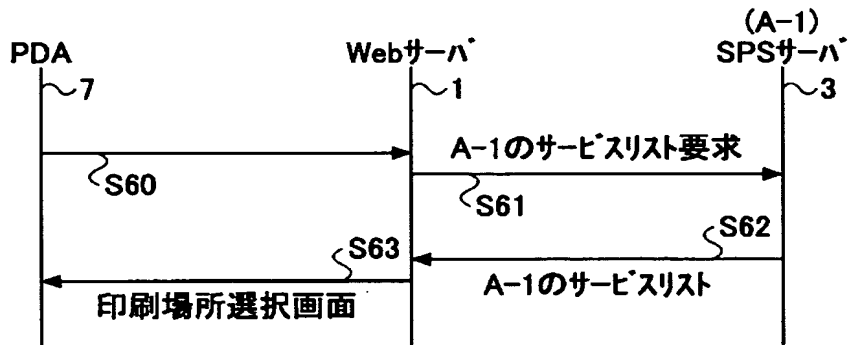 (A-1)
PDA
Webサーバ
SPSサーバ
7
1
3
A-1のサービスリスト要求
S60
S61
S62
S63
A-1のサービスリスト
印刷場所選択画面